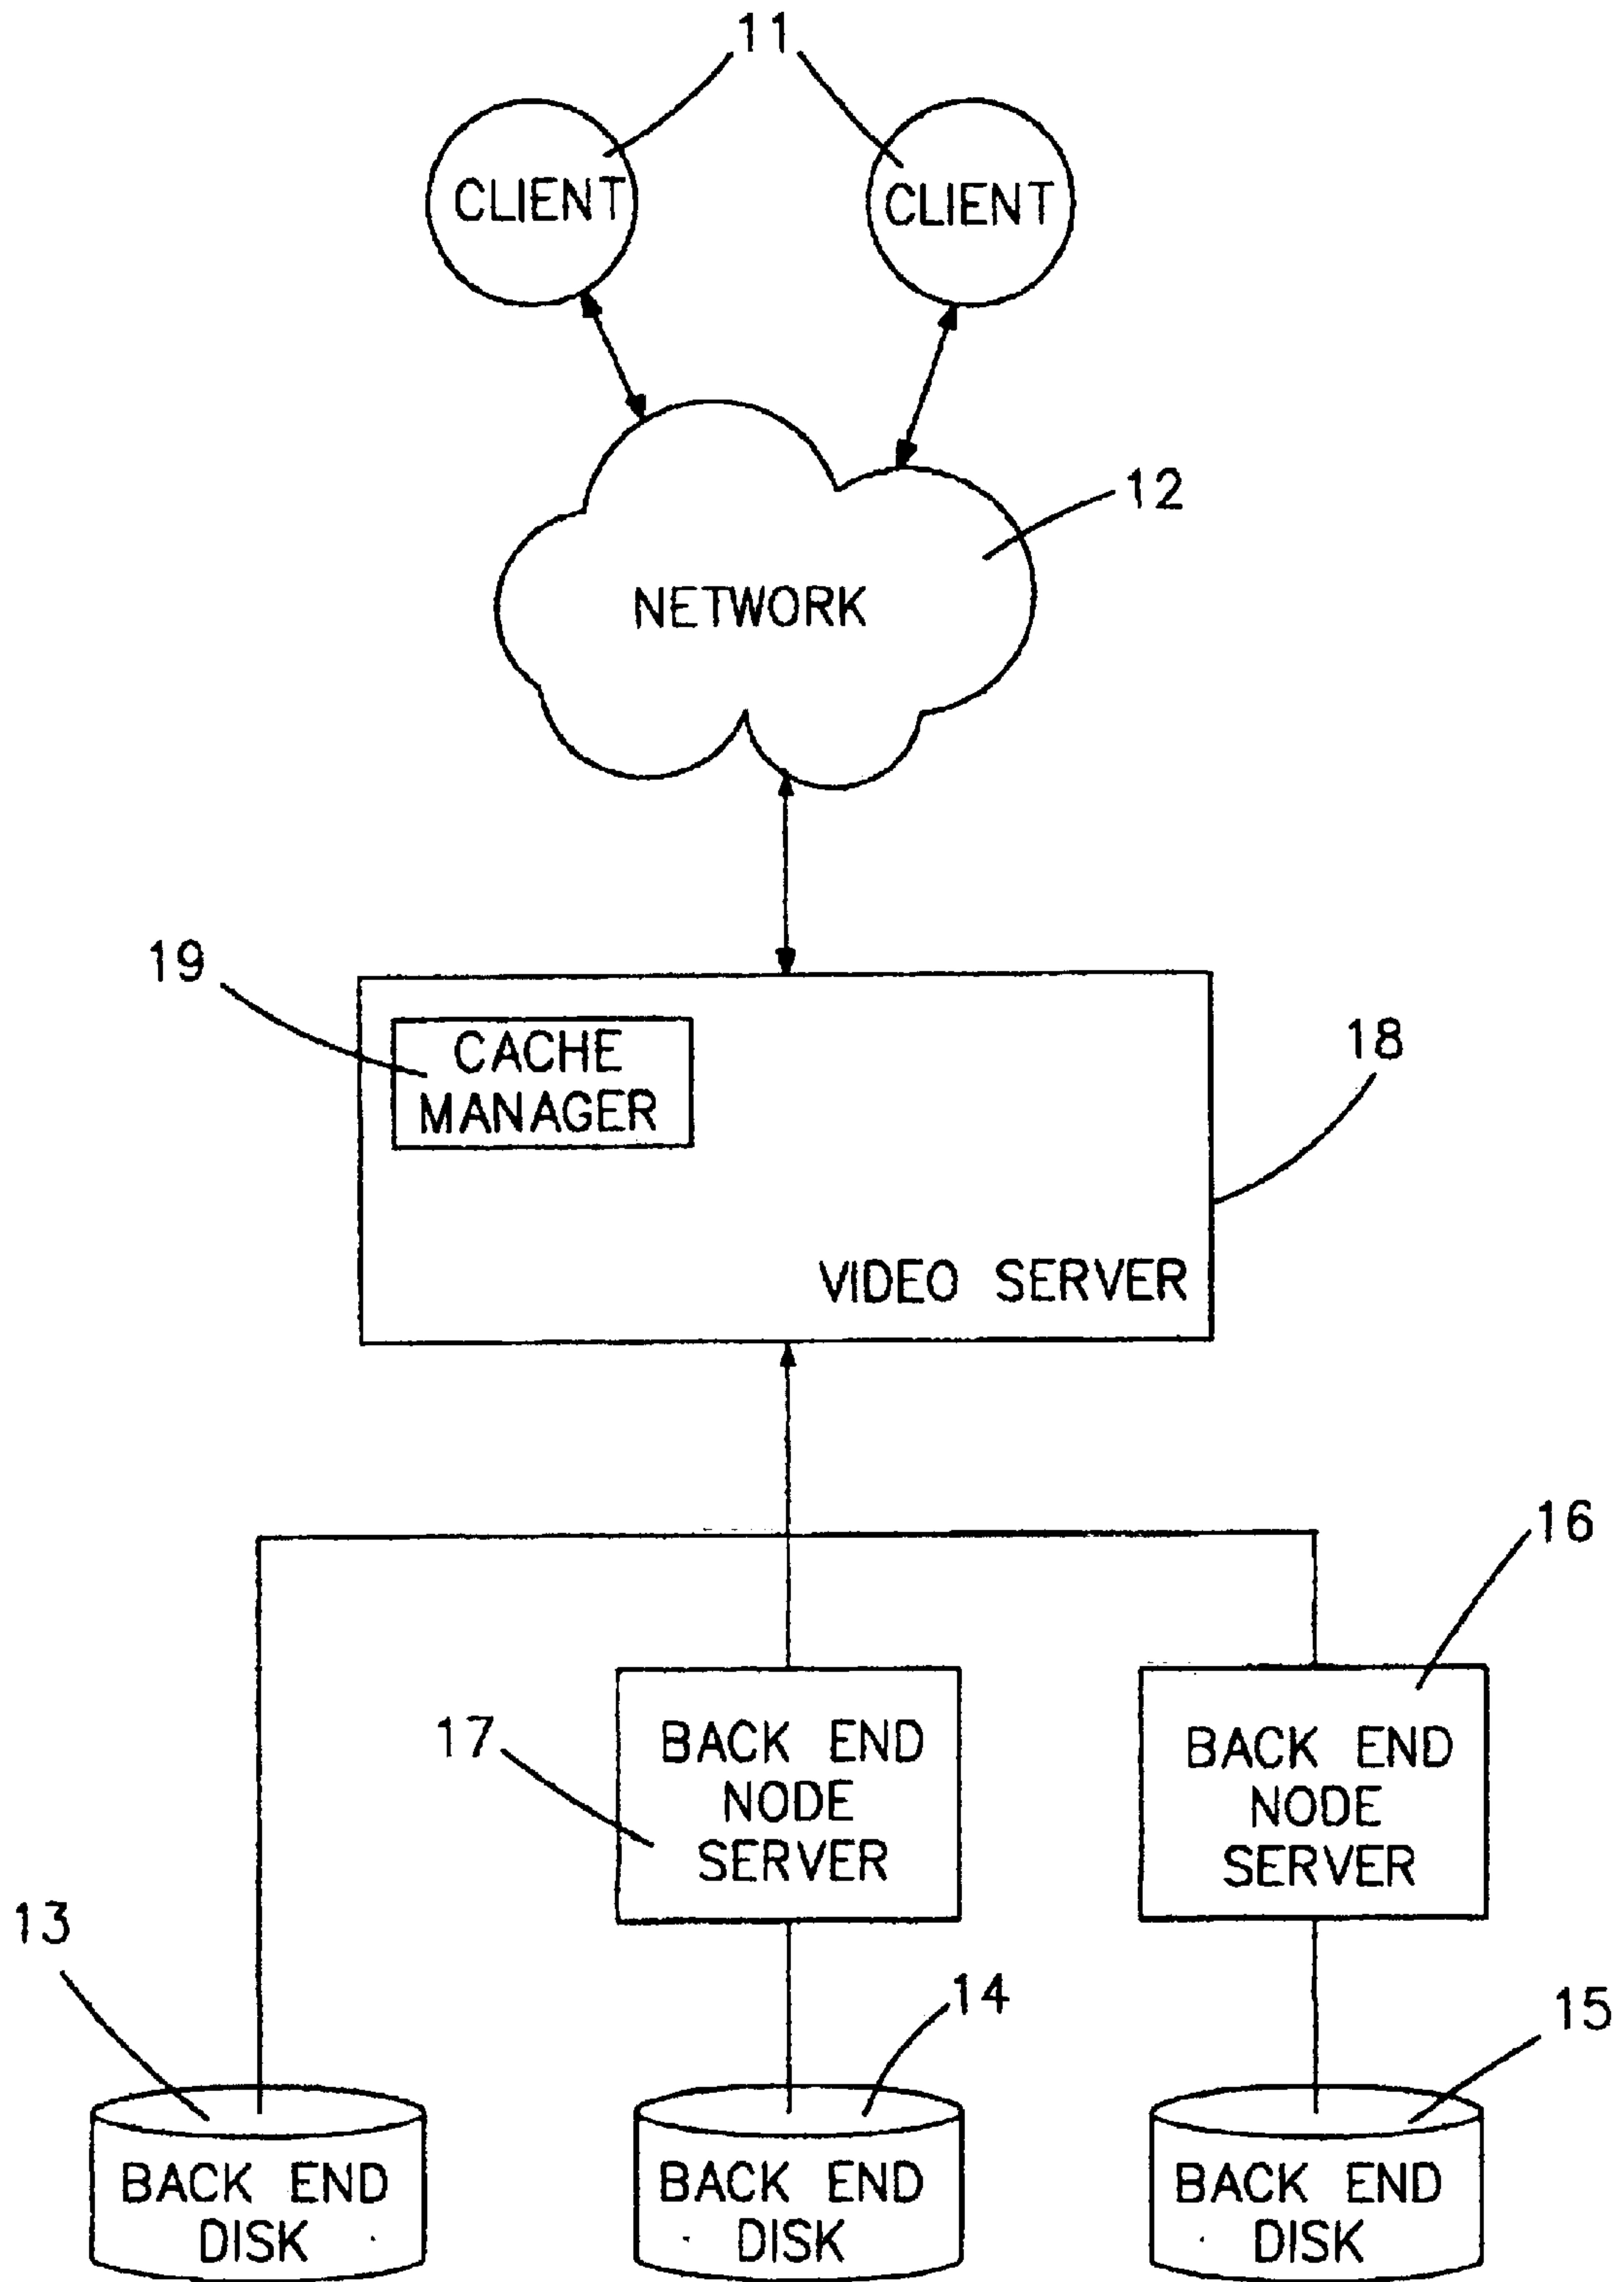 11
CLIENT
CLIENT
12
NETWORK
19
CACHE
MANAGER
18
VIDEO SERVER
16
17
BACK END
NODE
SERVER
BACK END
NODE
SERVER
13
14
15
BACK END
DISK
BACK END
DISK
BACK END
DISK